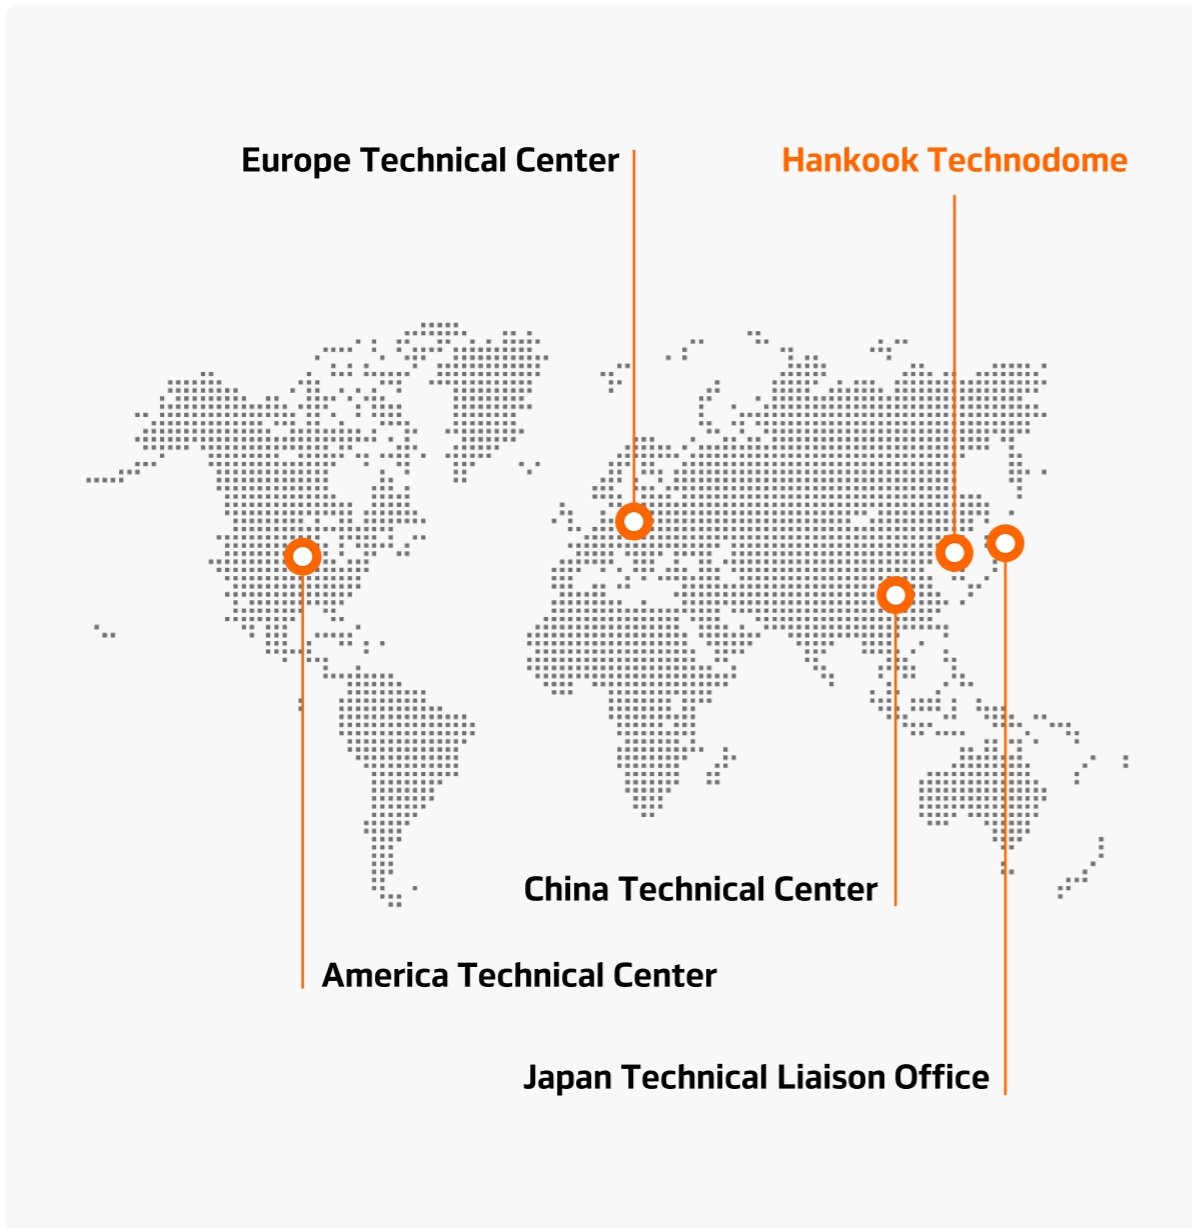 Europe Technical Center
Hankook Technodome
China Technical Center
America Technical Center
Japan Technical Liaison Office